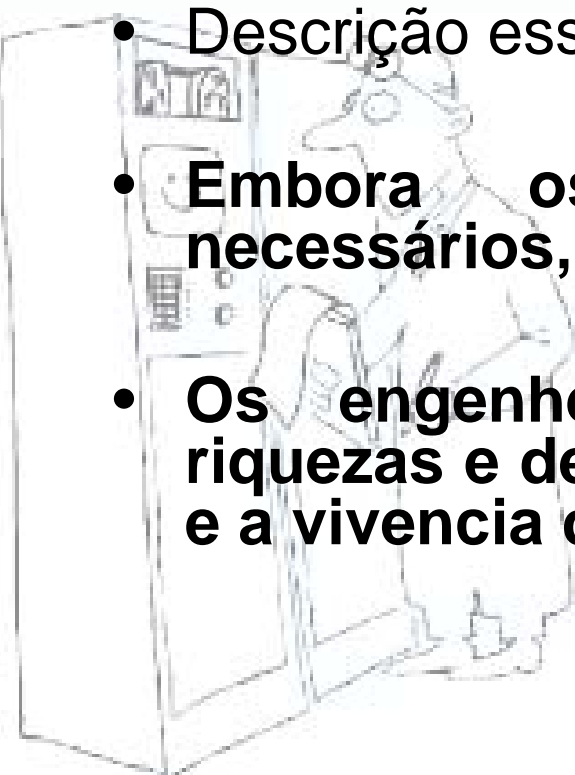 • Descrição ess
• Embora os
necessários,
• Os engenhe
riquezas e de
e a vivencia